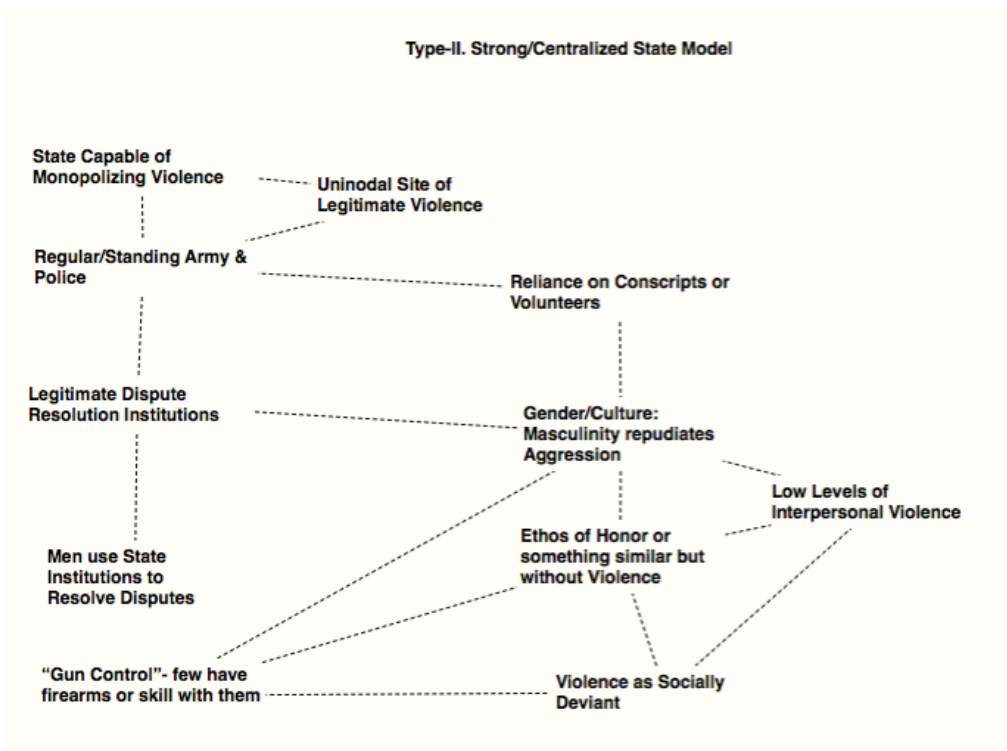 Type-II. Strong/Centralized State Model
State Capable of
Monopolizing Violence
Uninodal Site of
Legitimate Violence
Regular/Standing Army &
Police
Reliance on Conscripts or
Volunteers
Legitimate Dispute
Resolution Institutions
Gender/Culture:
Masculinity repudiates
Aggression
Low Levels of
Interpersonal Violence
Ethos of Honor or
something similar but
without Violence
Men use State
Institutions to
Resolve Disputes
“Gun Control”- few have
firearms or skill with them
Violence as Socially
Deviant